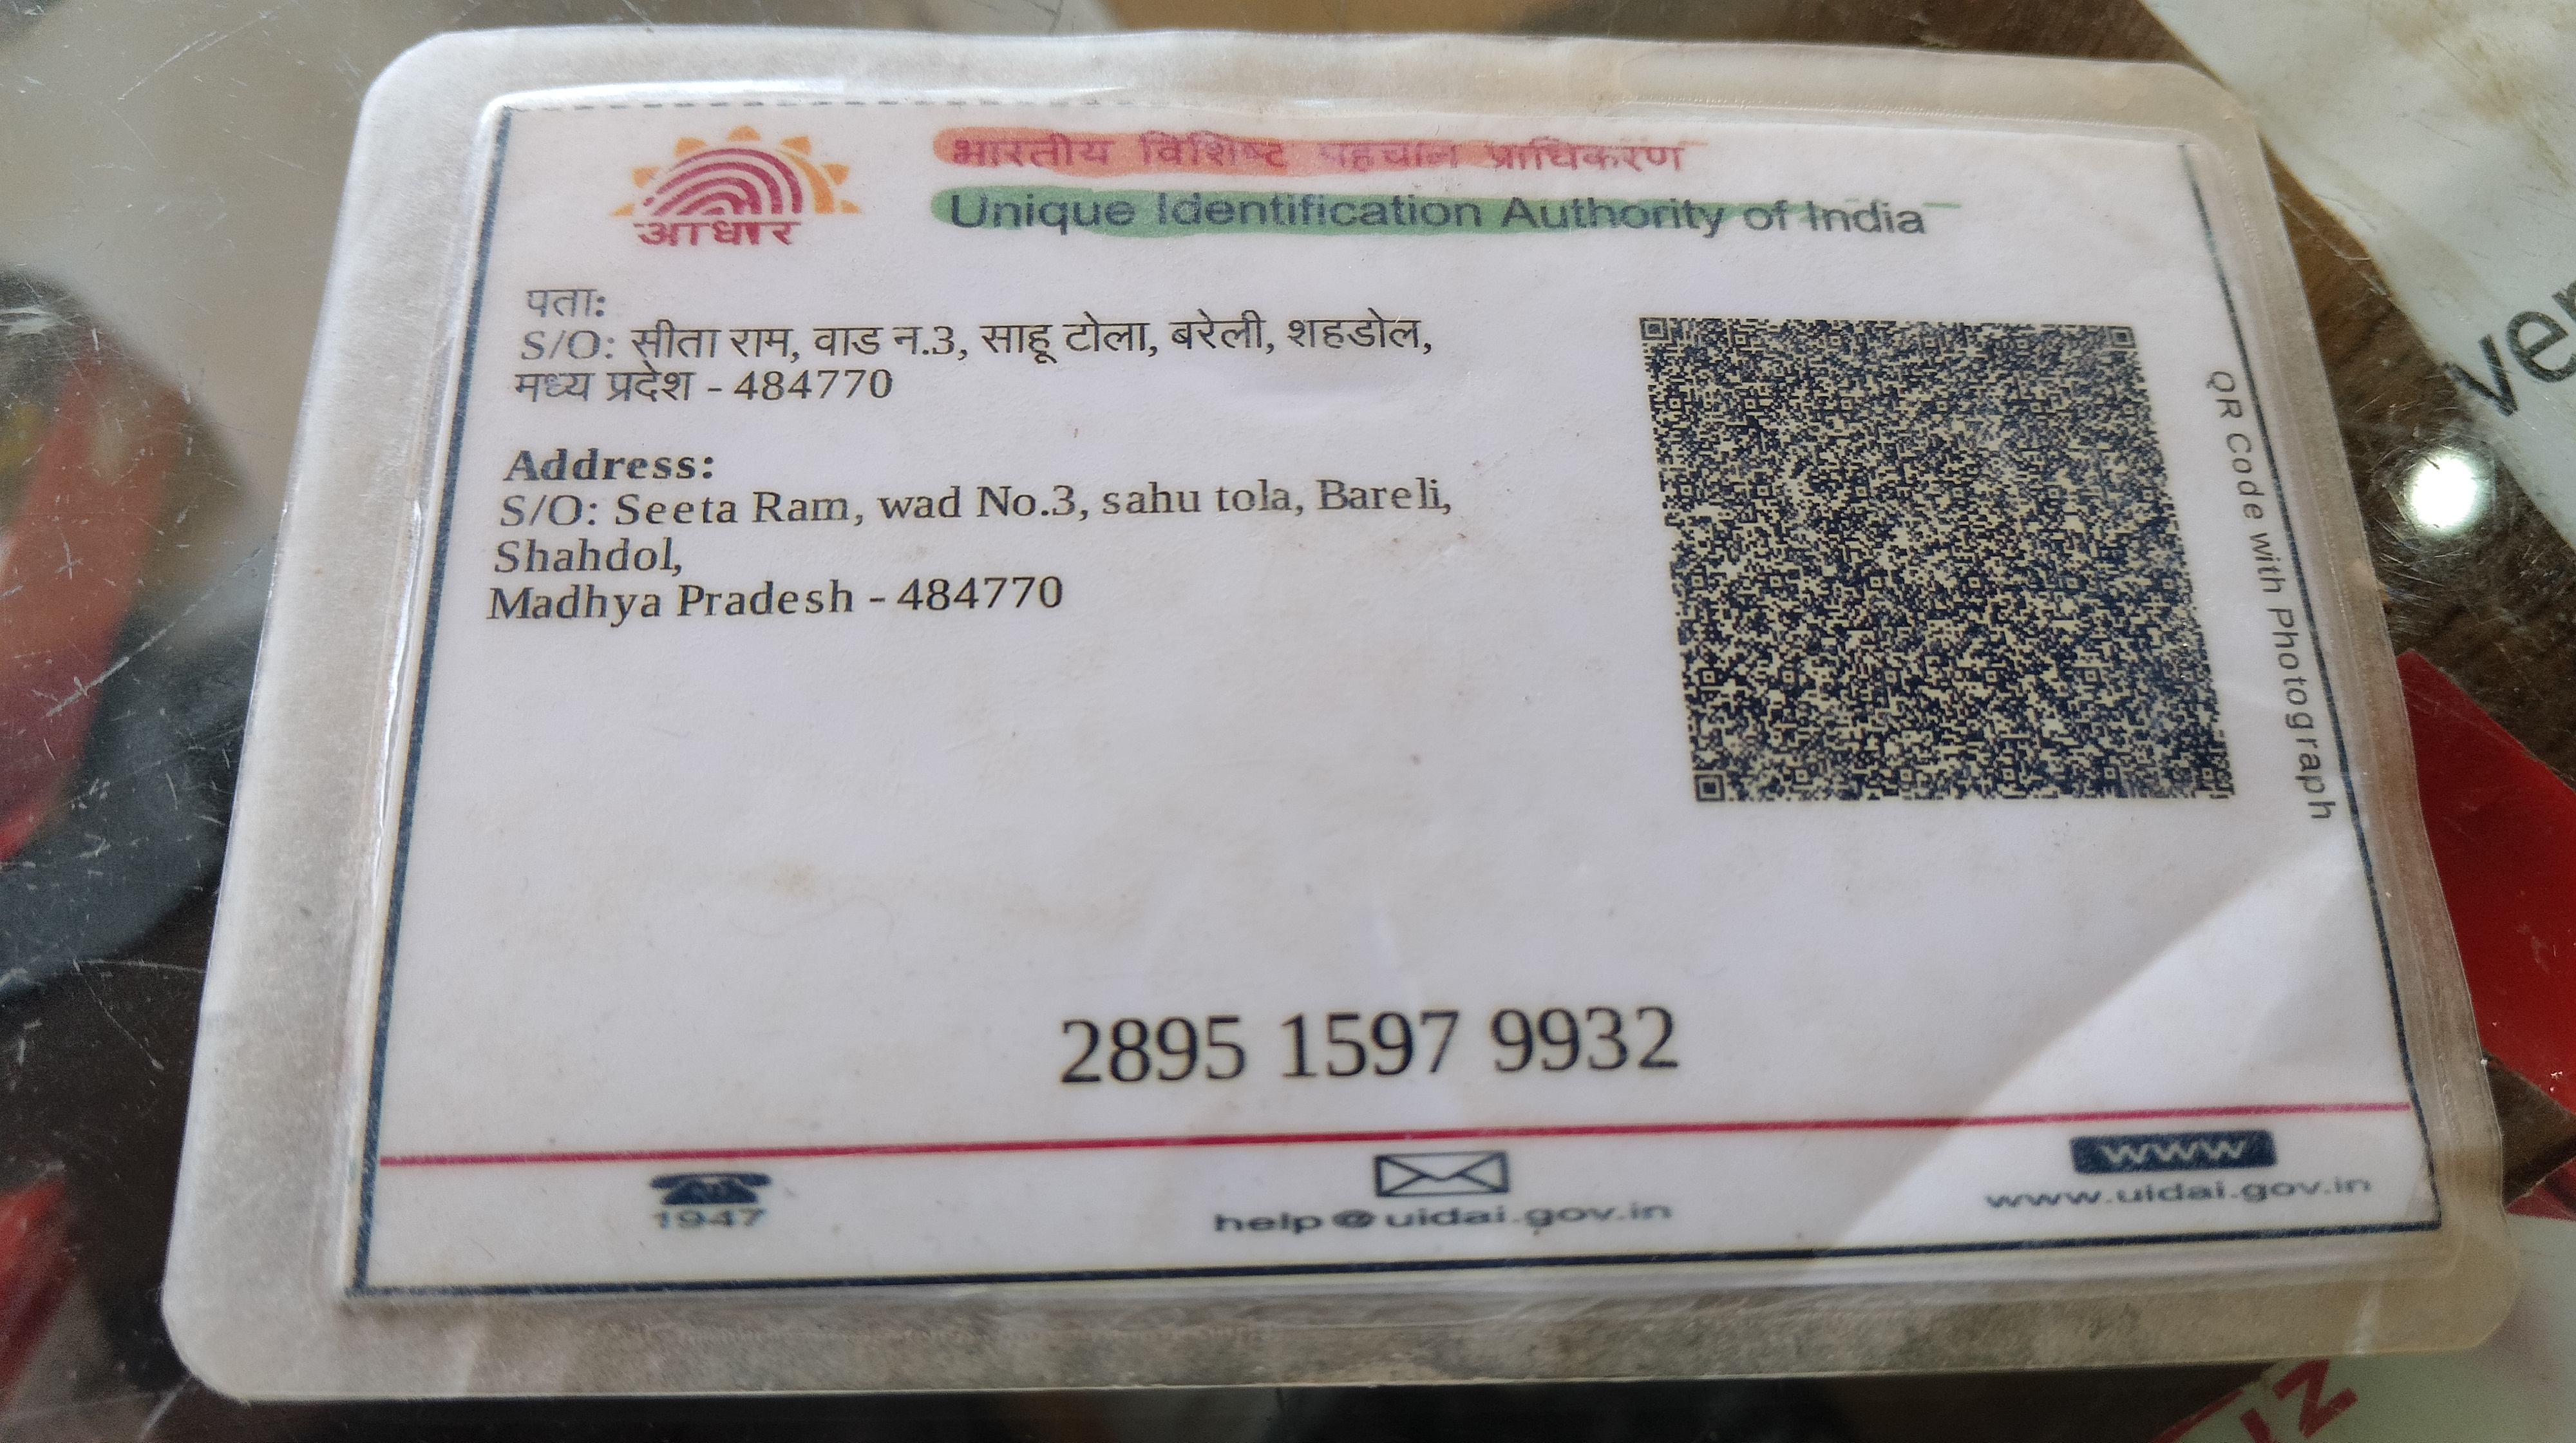 भारतीय विशिष्ट पहचान प्राधिकरण
Unique Identification Authority of India
आधार
पता:
S/O: सीता राम, वाड न.3, साहू टोला, बरेली, शहडोल,
मध्य प्रदेश - 484770
Address:
S/O: Seeta Ram, wad No.3, sahu tola, Bareli,
Shahdol,
Madhya Pradesh - 484770
QR Code with Photograph
2895 1597 9932
1947
help@uidai.gov.in
www
www.uidai.gov.in
ver